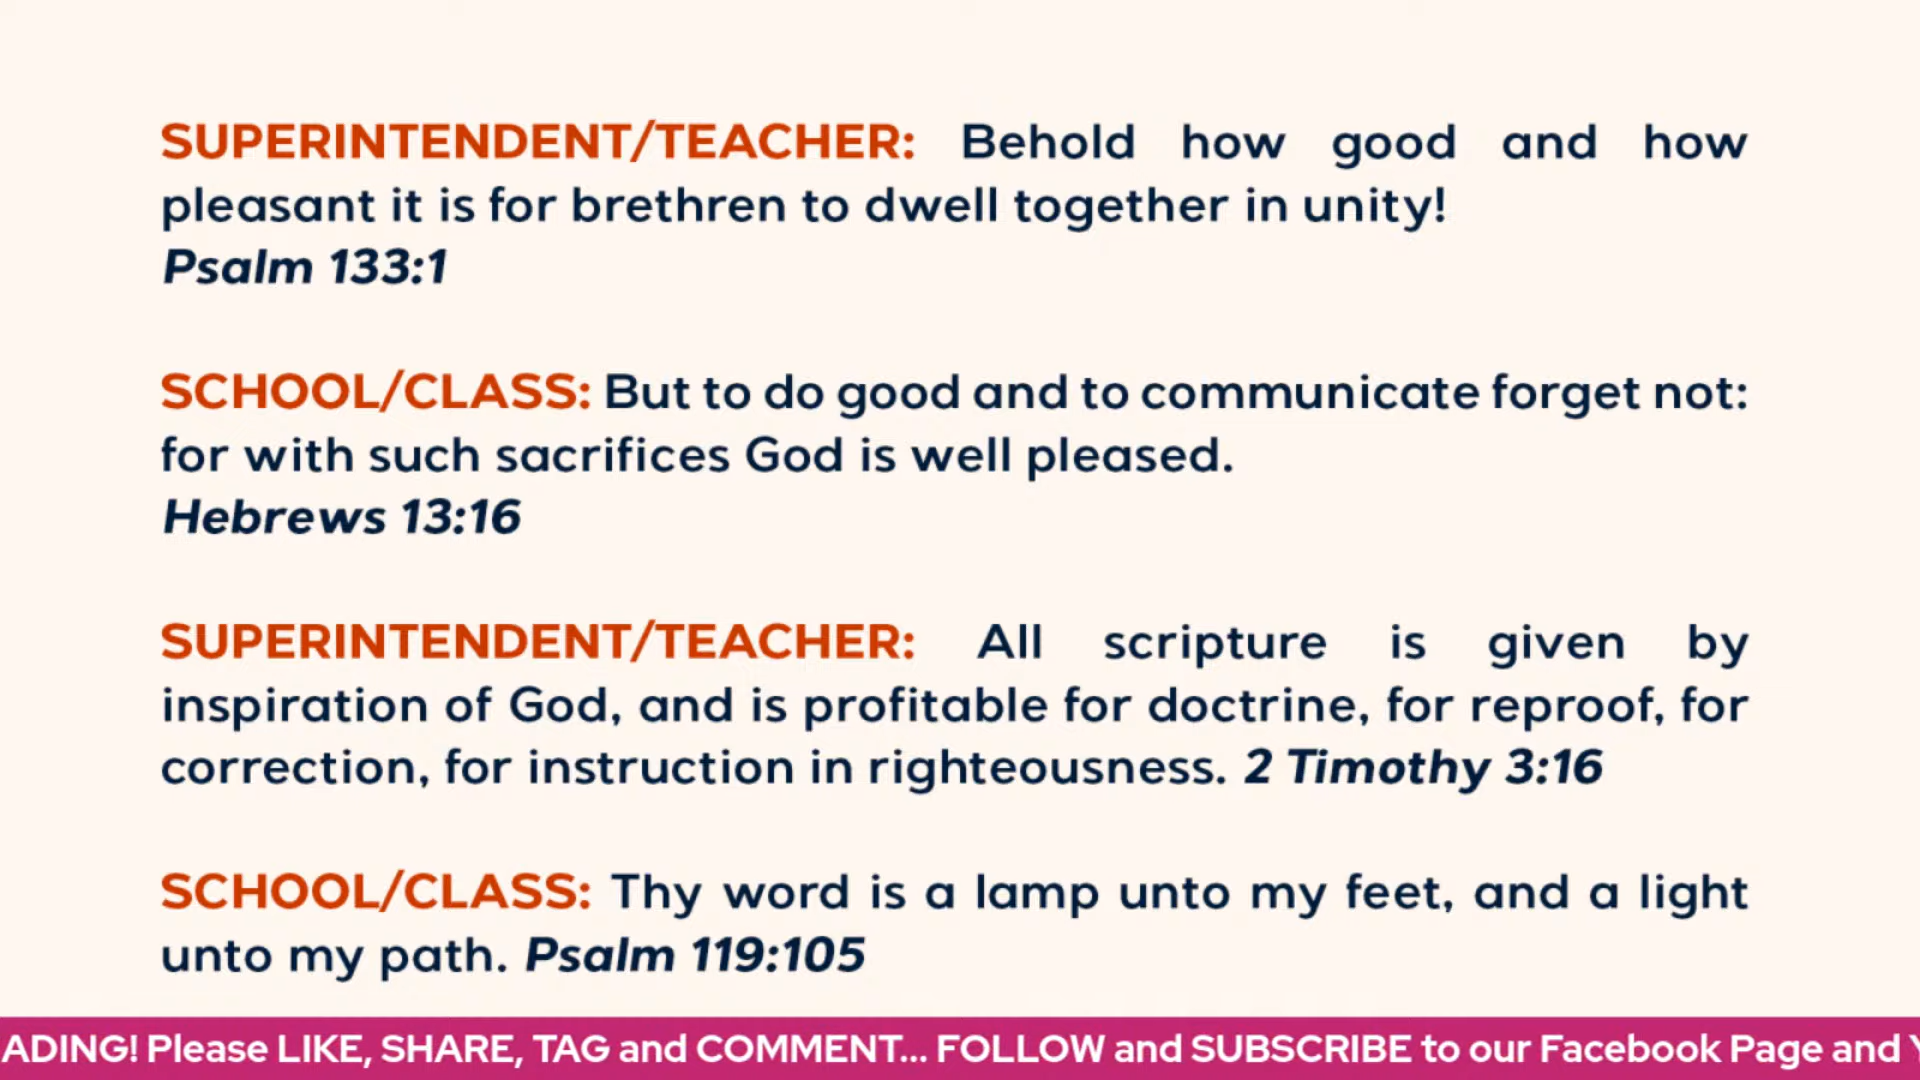 SUPERINTENDENT/TEACHER: Behold how good and how
pleasant it is for brethren to dwell together in unity!
Psalm 133:1
SCHOOL/CLASS: But to do good and to communicate forget not:
for with such sacrifices God is well pleased.
Hebrews 13:16
SUPERINTENDENT/TEACHER: All scripture is given by
inspiration of God, and is profitable for doctrine, for reproof, for
correction, for instruction in righteousness. 2 Timothy 3:16
SCHOOL/CLASS: Thy word is a lamp unto my feet, and a light
unto my path. Psalm 119:105
ADING! Please LIKE, SHARE, TAG and COMMENT... FOLLOW and SUBSCRIBE to our Facebook Page and